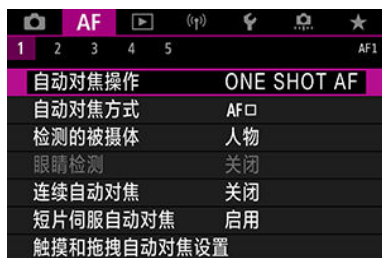 AF
1 2 3 4 5 AF1
自动对焦操作 ONE SHOT AF
自动对焦方式 AF□
检测的被摄体 人物
眼睛检测 关闭
连续自动对焦 关闭
短片伺服自动对焦 启用
触摸和拖拽自动对焦设置